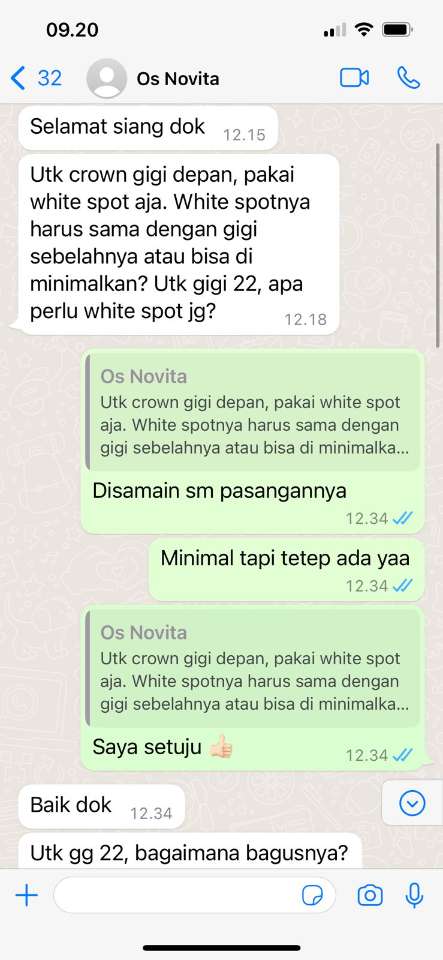 09.20
32
Os Novita
Selamat siang dok
12.15
Utk crown gigi depan, pakai
white spot aja. White spotnya
harus sama dengan gigi
sebelahnya atau bisa di
minimalkan? Utk gigi 22, apa
perlu white spot jg?
12.18
Os Novita
Utk crown gigi depan, pakai white spot
aja. White spotnya harus sama dengan
gigi sebelahnya atau bisa di minimalka...
Disamain sm pasangannya
12.34
Minimal tapi tetep ada yaa
12.34
Os Novita
Utk crown gigi depan, pakai white spot
aja. White spotnya harus sama dengan
gigi sebelahnya atau bisa di minimalka...
Saya setuju 👍🏻
12.34
Baik dok
12.34
Utk gg 22, bagaimana bagusnya?